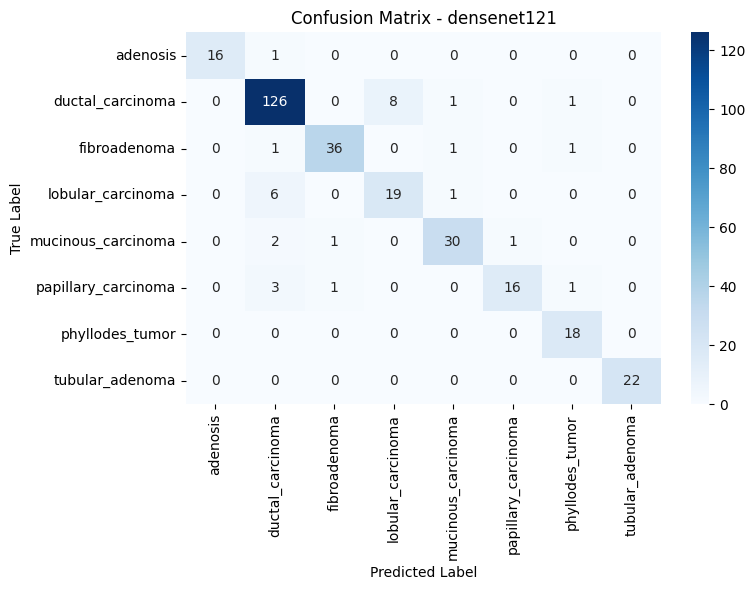 Confusion Matrix - densenet121
True Label
adenosis 16 1 0 0 0 0 0 0
ductal_carcinoma 0 126 0 8 1 0 1 0
fibroadenoma 0 1 36 0 1 0 1 0
lobular_carcinoma 0 6 0 19 1 0 0 0
mucinous_carcinoma 0 2 1 0 30 1 0 0
papillary_carcinoma 0 3 1 0 0 16 1 0
phyllodes_tumor 0 0 0 0 0 0 18 0
tubular_adenoma 0 0 0 0 0 0 0 22
adenosis
ductal_carcinoma
fibroadenoma
lobular_carcinoma
mucinous_carcinoma
papillary_carcinoma
phyllodes_tumor
tubular_adenoma
Predicted Label
120
100
80
60
40
20
0